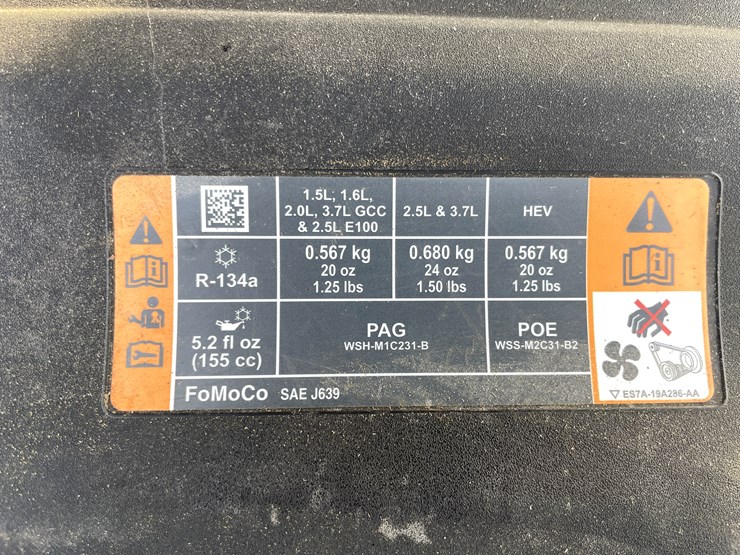 1.5L; 1.6L,
2.0L, 3.7L GCC
& 2.5L E100
2.5L & 3.7L
HEV
R-134a
0.567 kg
20 oz
1.25 lbs
0.680 kg
24 oz
1.50 lbs
0.567 kg
20 oz
1.25 lbs
5.2 fl oz
(155 cc)
PAG
WSH-M1C231-B
POE
WSS-M2C31-B2
FoMoCo SAE J639
ES7A-19A286-AA